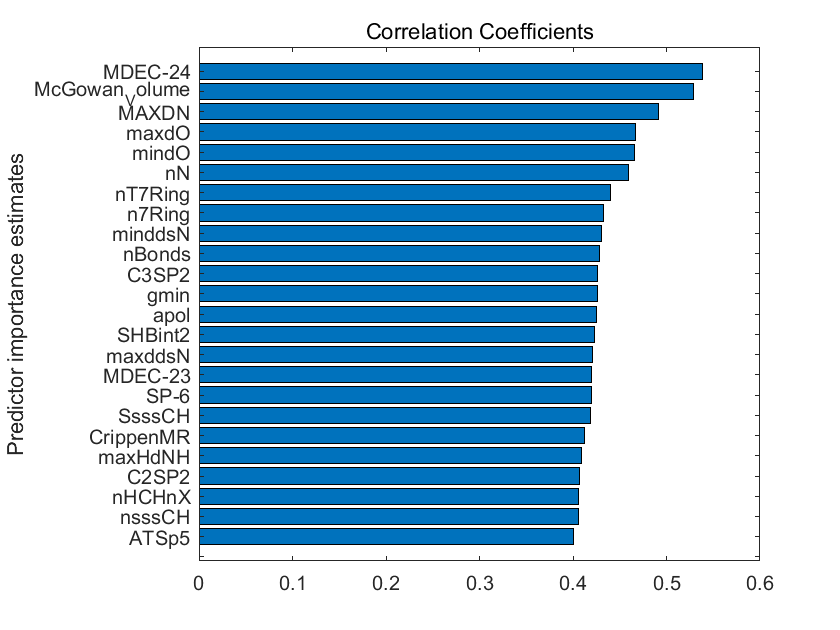 Correlation Coefficients
Predictor importance estimates
MDEC-24
McGowanVolume
MAXDN
maxdO
mindO
nN
nT7Ring
n7Ring
minddsN
nBonds
C3SP2
gmin
apol
SHBint2
maxddsN
MDEC-23
SP-6
SsssCH
CrippenMR
maxHdNH
C2SP2
nHCHnX
nsssCH
ATSp5
0 0.1 0.2 0.3 0.4 0.5 0.6